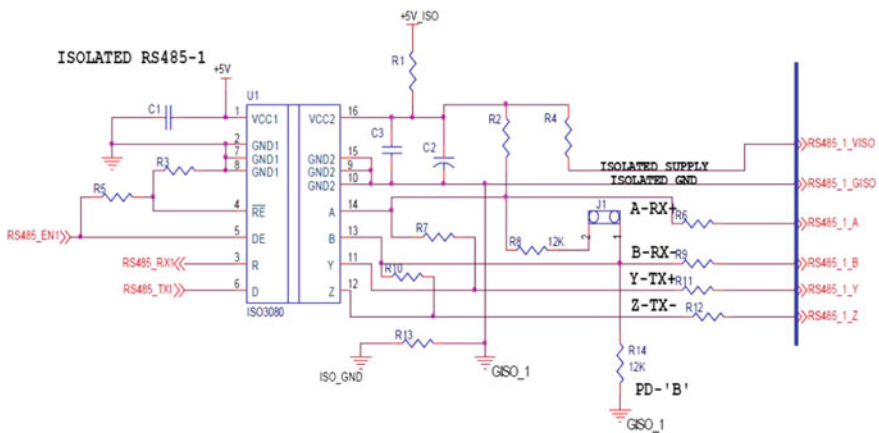 +5V_ISO
ISOLATED RS485-1
R1
+5V
U1
C1
1 VCC1 VCC2 16
C3
C2
R2
R4
2 GND1
7 GND1
8 GND1
GND2 15
GND2 9
GND2 10
RS485_1_VISO
ISOLATED SUPPLY
ISOLATED GND
RS485_1_GISO
R3
R5
4 RE A 14
J1
A-RX+
R6
RS485_1_A
RS485_EN1
5 DE B 13
R7
R8
12K
2
1
B-RX-
R9
RS485_1_B
RS485_RX1
3 R Y 11
R10
Y-TX+
R11
RS485_1_Y
RS485_TX1
6 D Z 12
Z-TX-
R12
RS485_1_Z
ISO3080
R13
R14
12K
ISO_GND
GISO_1
PD-'B'
GISO_1